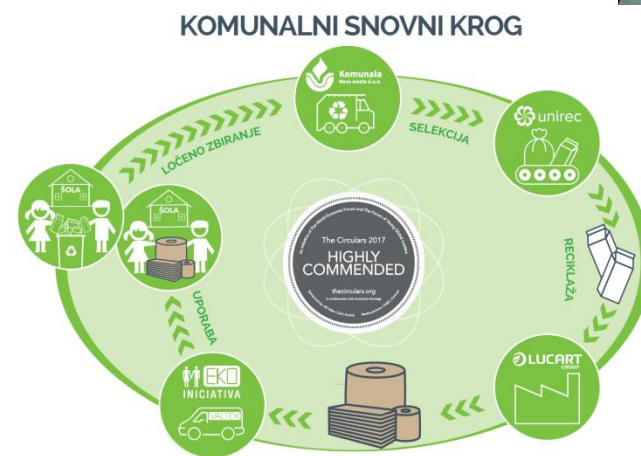 KOMUNALNI SNOVNI KROG
Komunala
Novo mesto d.o.o.
LOČENO ZBIRANJE
SELEKCIJA
unirec
ŠOLA
ŠOLA
The Circulars 2017
HIGHLY
COMMENDED
thecirculars.org
RECIKLAŽA
UPORABA
LUCART
GROUP
EKO
INICIATIVA
VALTEX